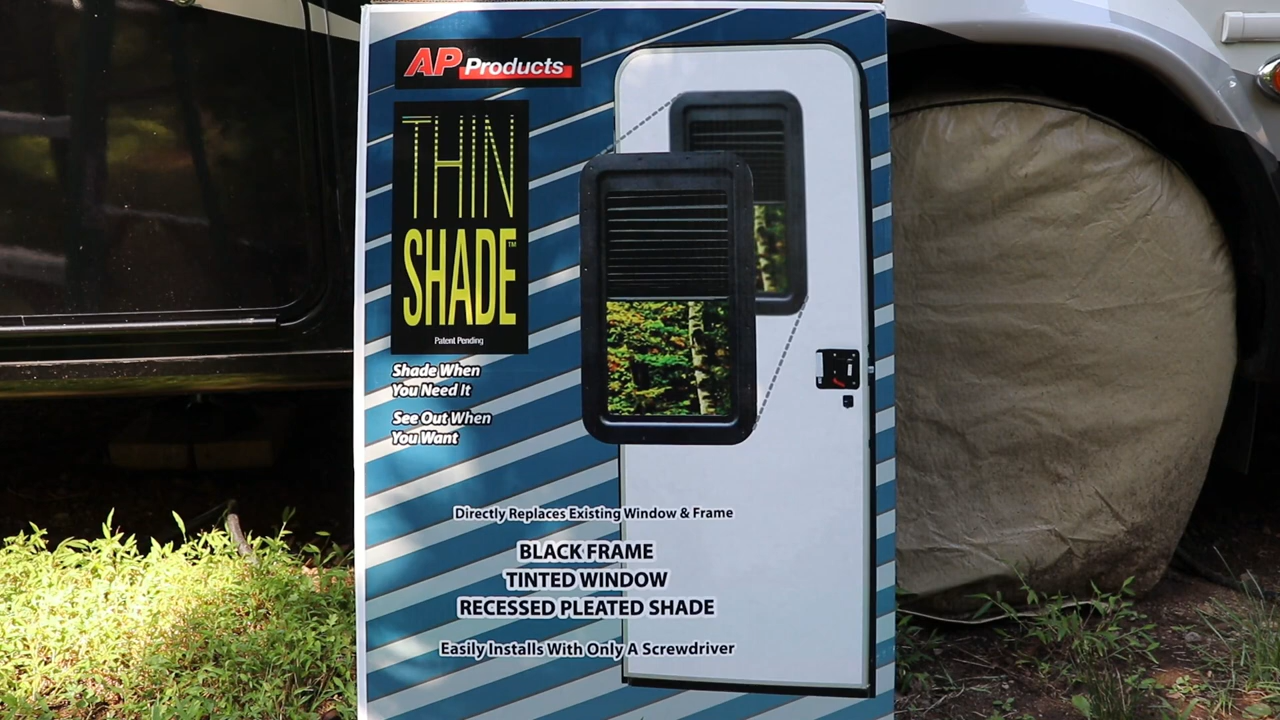 AP Products
THIN
SHADE™
Patent Pending
Shade When
You Need It
See Out When
You Want
Directly Replaces Existing Window & Frame
BLACK FRAME
TINTED WINDOW
RECESSED PLEATED SHADE
Easily Installs With Only A Screwdriver